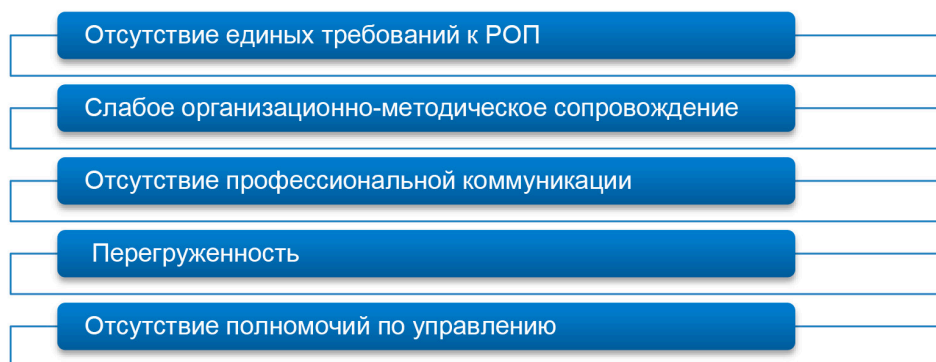 Отсутствие единых требований к РОП
Слабое организационно-методическое сопровождение
Отсутствие профессиональной коммуникации
Перегруженность
Отсутствие полномочий по управлению